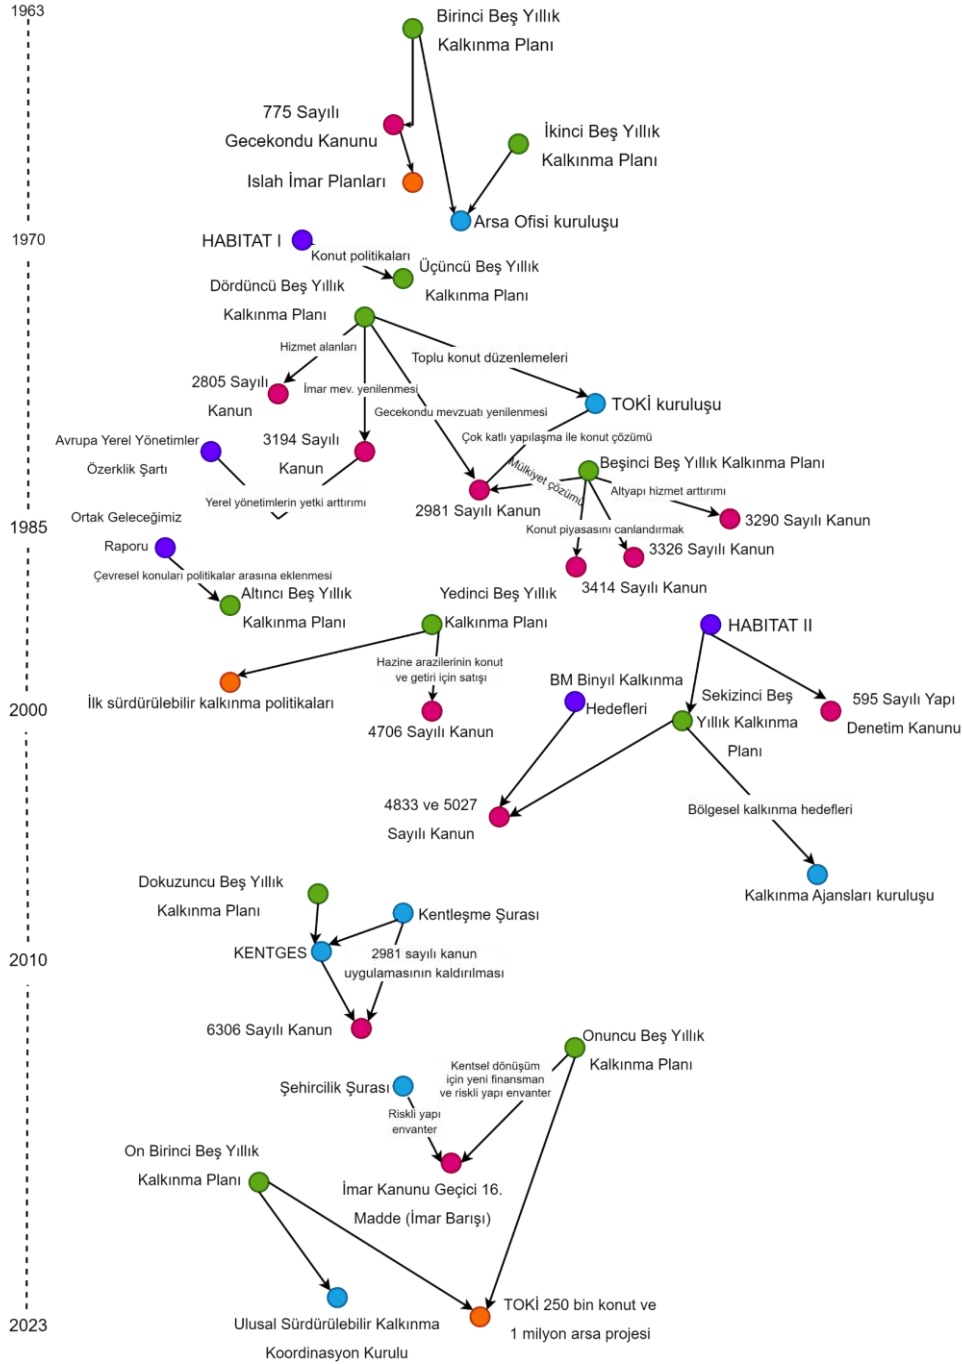 1963
Birinci Beş Yıllık
Kalkınma Planı
775 Sayılı
Gecekondu Kanunu
İkinci Beş Yıllık
Kalkınma Planı
Islah İmar Planları
Arsa Ofisi kuruluşu
1970
HABITAT I
Konut politikaları
Üçüncü Beş Yıllık
Kalkınma Planı
Dördüncü Beş Yıllık
Kalkınma Planı
Hizmet alanları
Toplu konut düzenlemeleri
2805 Sayılı
Kanun
İmar mev. yenilenmesi
Gecekondu mevzuatı yenilenmesi
TOKİ kuruluşu
Avrupa Yerel Yönetimler
Özerklik Şartı
3194 Sayılı
Kanun
Çok katlı yapılaşma ile konut çözümü
Beşinci Beş Yıllık Kalkınma Planı
Mülkiyet çözümü
Altyapı hizmet arttırımı
Yerel yönetimlerin yetki arttırımı
2981 Sayılı Kanun
3290 Sayılı Kanun
1985
Ortak Geleceğimiz
Raporu
Konut piyasasını canlandırmak
3326 Sayılı Kanun
3414 Sayılı Kanun
Çevresel konuları politikalar arasına eklenmesi
Altıncı Beş Yıllık
Kalkınma Planı
Yedinci Beş Yıllık
Kalkınma Planı
HABITAT II
Hazine arazilerinin konut
ve getiri için satışı
İlk sürdürülebilir kalkınma politikaları
4706 Sayılı Kanun
BM Binyıl Kalkınma
Hedefleri
Sekizinci Beş
Yıllık Kalkınma
Planı
595 Sayılı Yapı
Denetim Kanunu
2000
4833 ve 5027
Sayılı Kanun
Bölgesel kalkınma hedefleri
Kalkınma Ajansları kuruluşu
Dokuzuncu Beş Yıllık
Kalkınma Planı
Kentleşme Şurası
KENTGES
2981 sayılı kanun
uygulamasının kaldırılması
2010
6306 Sayılı Kanun
Onuncu Beş Yıllık
Kalkınma Planı
Kentsel dönüşüm
için yeni finansman
ve riskli yapı envanter
Şehircilik Şurası
Riskli yapı
envanter
On Birinci Beş Yıllık
Kalkınma Planı
İmar Kanunu Geçici 16.
Madde (İmar Barışı)
Ulusal Sürdürülebilir Kalkınma
Koordinasyon Kurulu
TOKİ 250 bin konut ve
1 milyon arsa projesi
2023